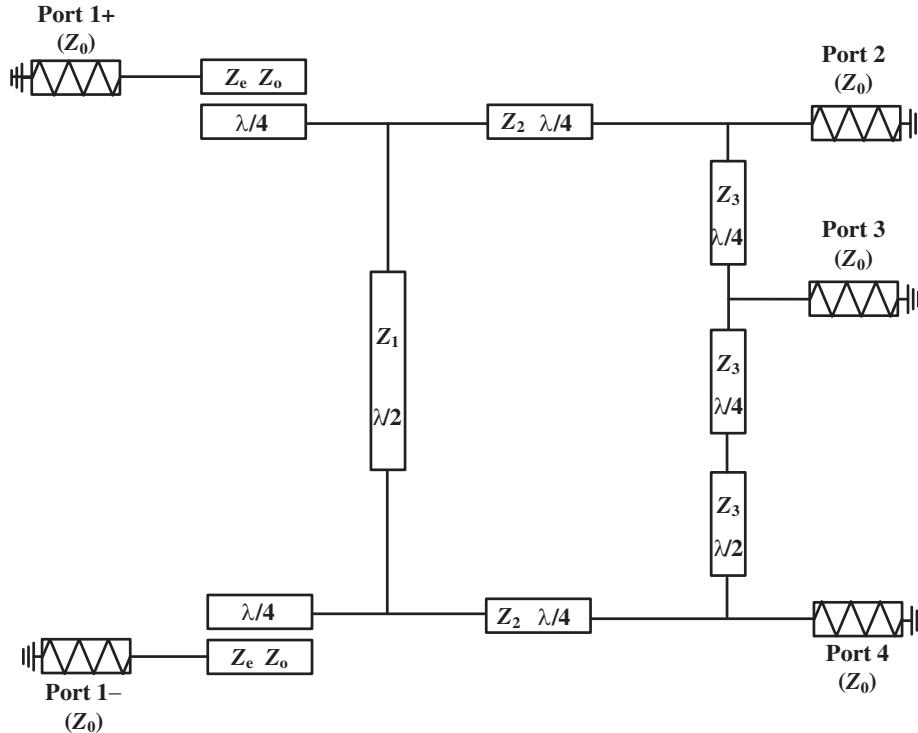 Port 1+
(Z0)
Ze Zo
λ/4
Z2 λ/4
Port 2
(Z0)
Z3
λ/4
Port 3
(Z0)
Z1
λ/2
Z3
λ/4
Z3
λ/2
λ/4
Ze Zo
Z2 λ/4
Port 4
(Z0)
Port 1−
(Z0)